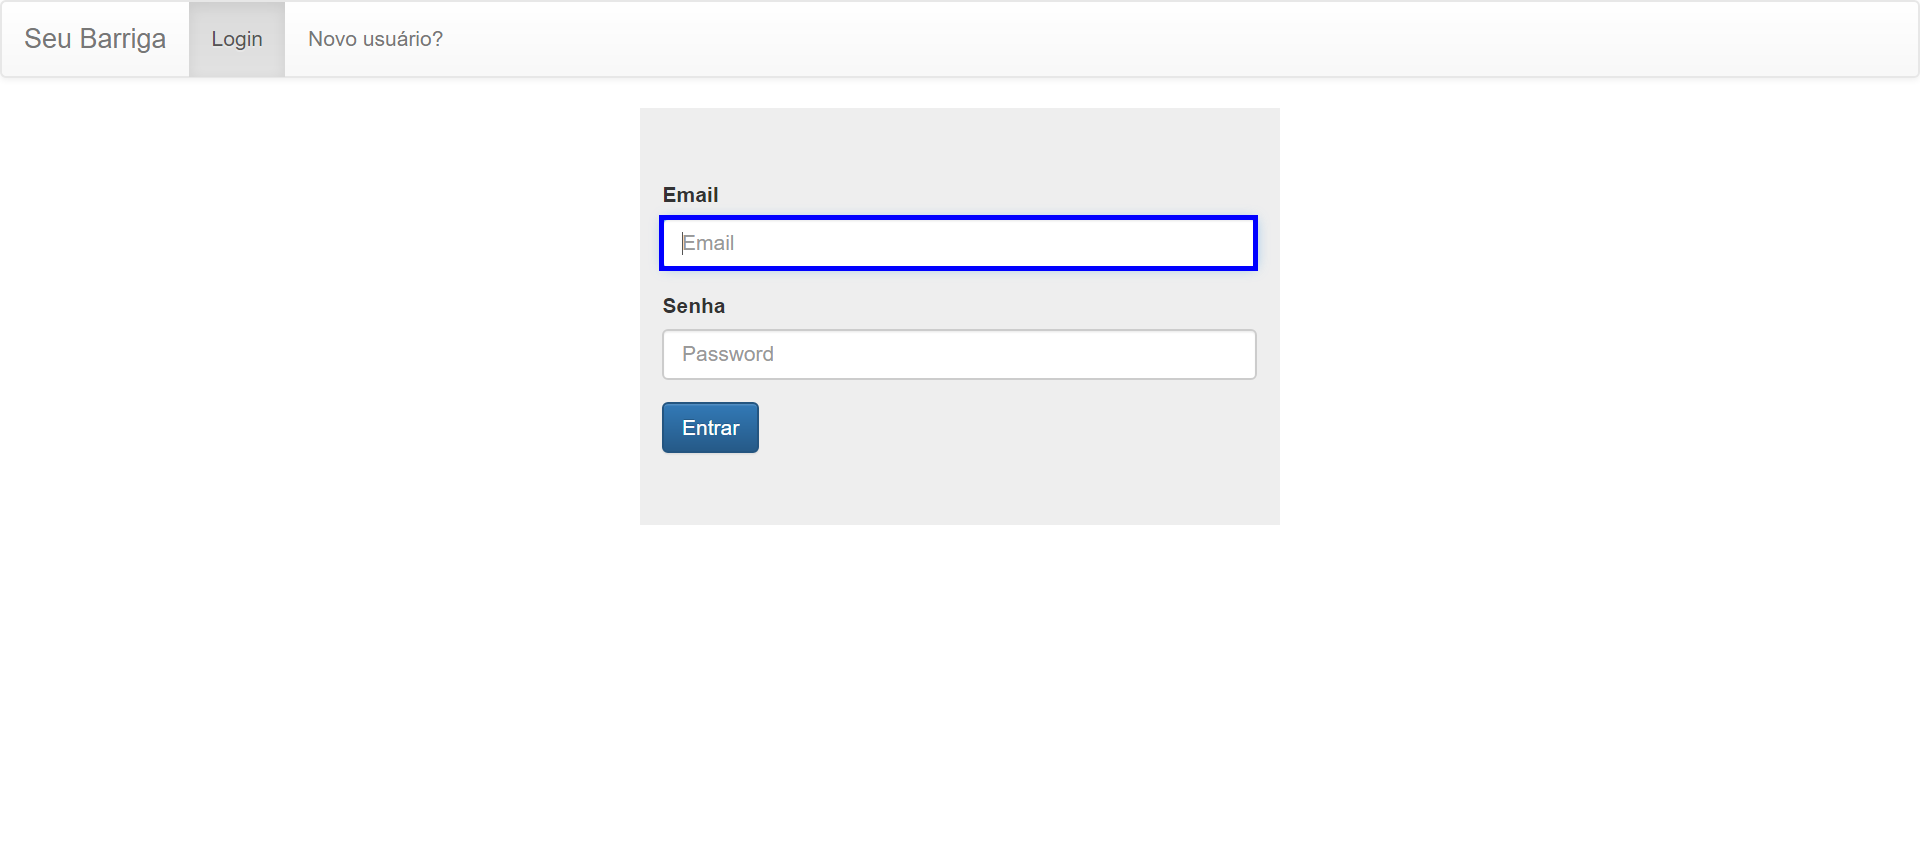 Seu Barriga Login Novo usuário?
Email
Email
Senha
Password
Entrar